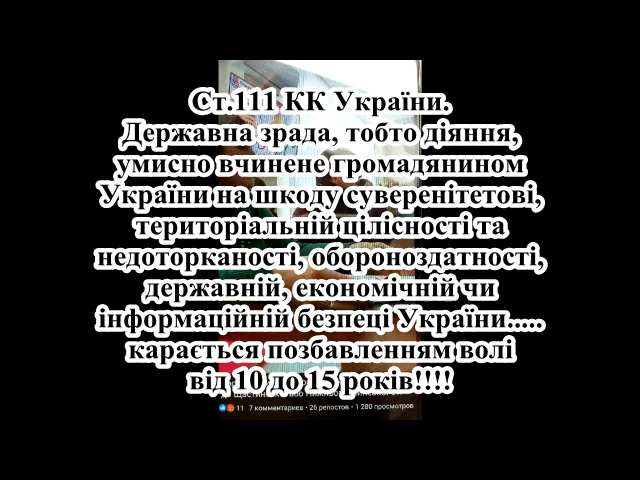 Ст.111 КК України.
Державна зрада, тобто діяння,
умисно вчинене громадянином
України на шкоду суверенітетові,
територіальній цілісності та
недоторканості, обороноздатності,
державній, економічній чи
інформаційній безпеці України.....
карається позбавленням волі
від 10 до 15 років!!!!
11 7 комментариев • 26 репостов • 1 280 просмотров